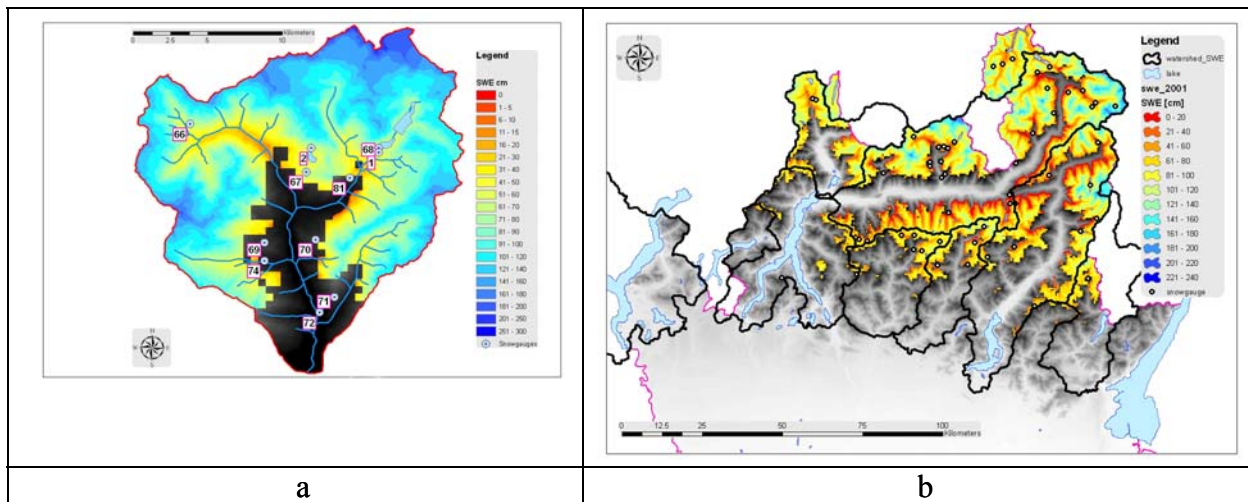 0 2.5 5 10
Kilometers
Legend
SWE cm
0
1 - 5
6 - 10
11 - 15
16 - 20
21 - 30
31 - 40
41 - 50
51 - 60
61 - 70
71 - 80
81 - 90
91 - 100
101 - 120
121 - 140
141 - 160
161 - 180
181 - 200
201 - 250
251 - 300
Snowgauges
66
2
68
1
67
81
69
70
74
71
72
N
W E
S
N
W E
S
Legend
watershed_SWE
lake
swe_2001
SWE [cm]
0 - 20
21 - 40
41 - 60
61 - 80
81 - 100
101 - 120
121 - 140
141 - 160
161 - 180
181 - 200
201 - 220
221 - 240
snowgauge
0 12.5 25 50 75 100
Kilometers
a
b